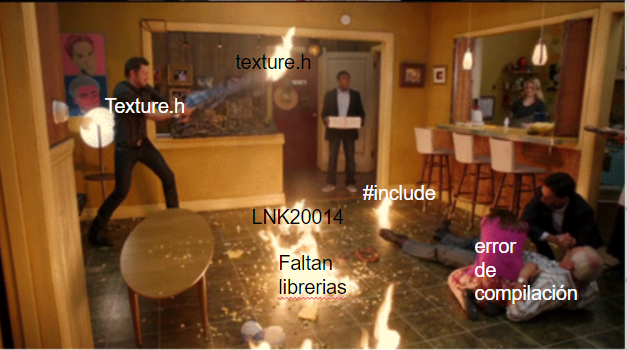 texture.h
Texture.h
#include
LNK20014
Faltan
librerias
error
de
compilación